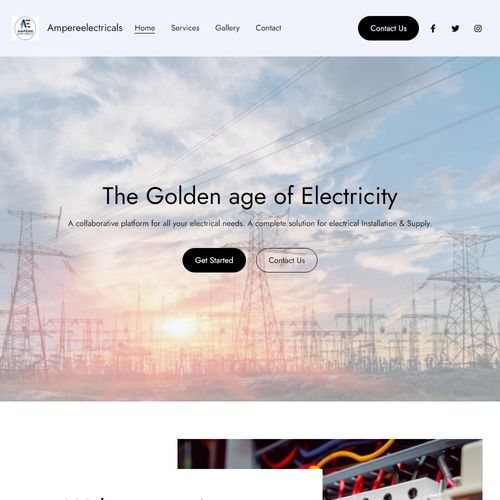 AE
AMPERE
Ampereelectricals
Home
Services
Gallery
Contact
Contact Us
The Golden age of Electricity
A collaborative platform for all your electrical needs. A complete solution for electrical Installation & Supply.
Get Started
Contact Us